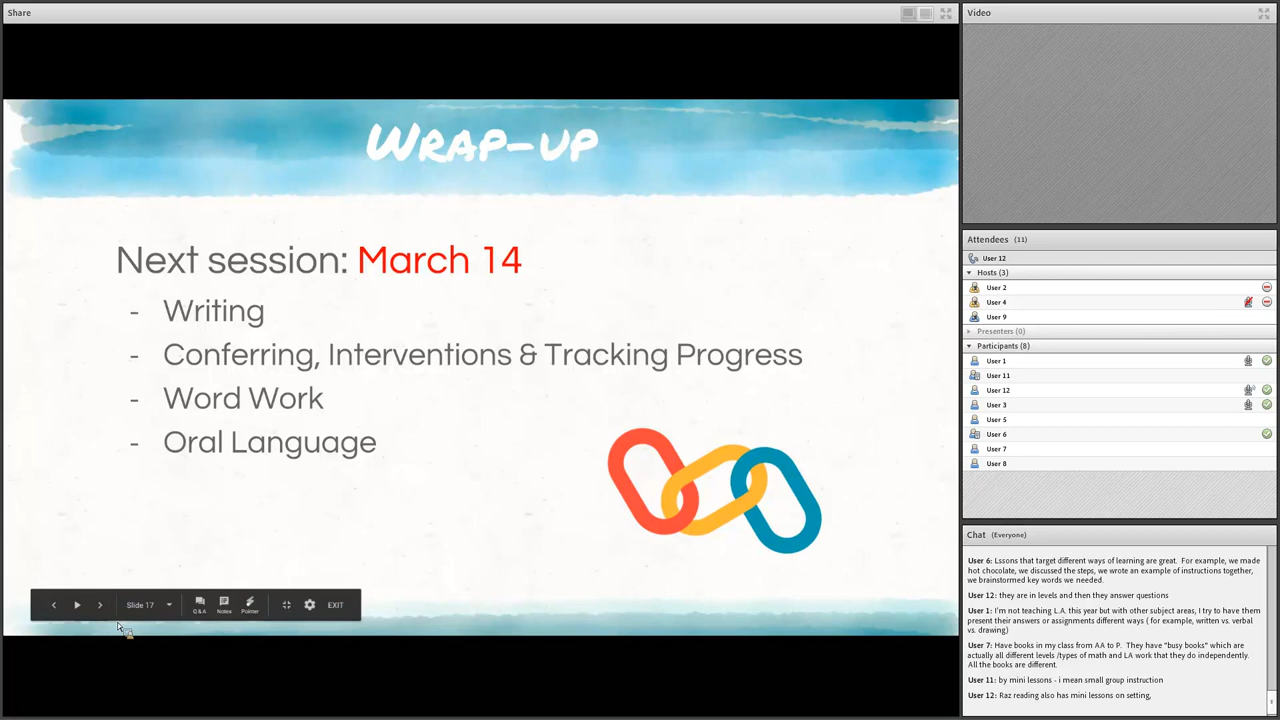 Share
WRAP-UP
Next session: March 14
- Writing
- Conferring, Interventions & Tracking Progress
- Word Work
- Oral Language
Slide 17
Q&A
Notes
Pointer
EXIT
Video
Attendees (11)
User 12
Hosts (3)
User 2
User 4
User 9
Presenters (0)
Participants (8)
User 1
User 11
User 12
User 3
User 5
User 6
User 7
User 8
Chat (Everyone)
User 6: Lssons that target different ways of learning are great. For example, we made
hot chocolate, we discussed the steps, we wrote an example of instructions together,
we brainstormed key words we needed.
User 12: they are in levels and then they answer questions
User 1: I'm not teaching L.A. this year but with other subject areas, I try to have them
present their answers or assignments different ways ( for example, written vs. verbal
vs. drawing)
User 7: Have books in my class from AA to P. They have "busy books" which are
actually all different levels /types of math and LA work that they do independently.
All the books are different.
User 11: by mini lessons - i mean small group instruction
User 12: Raz reading also has mini lessons on setting,